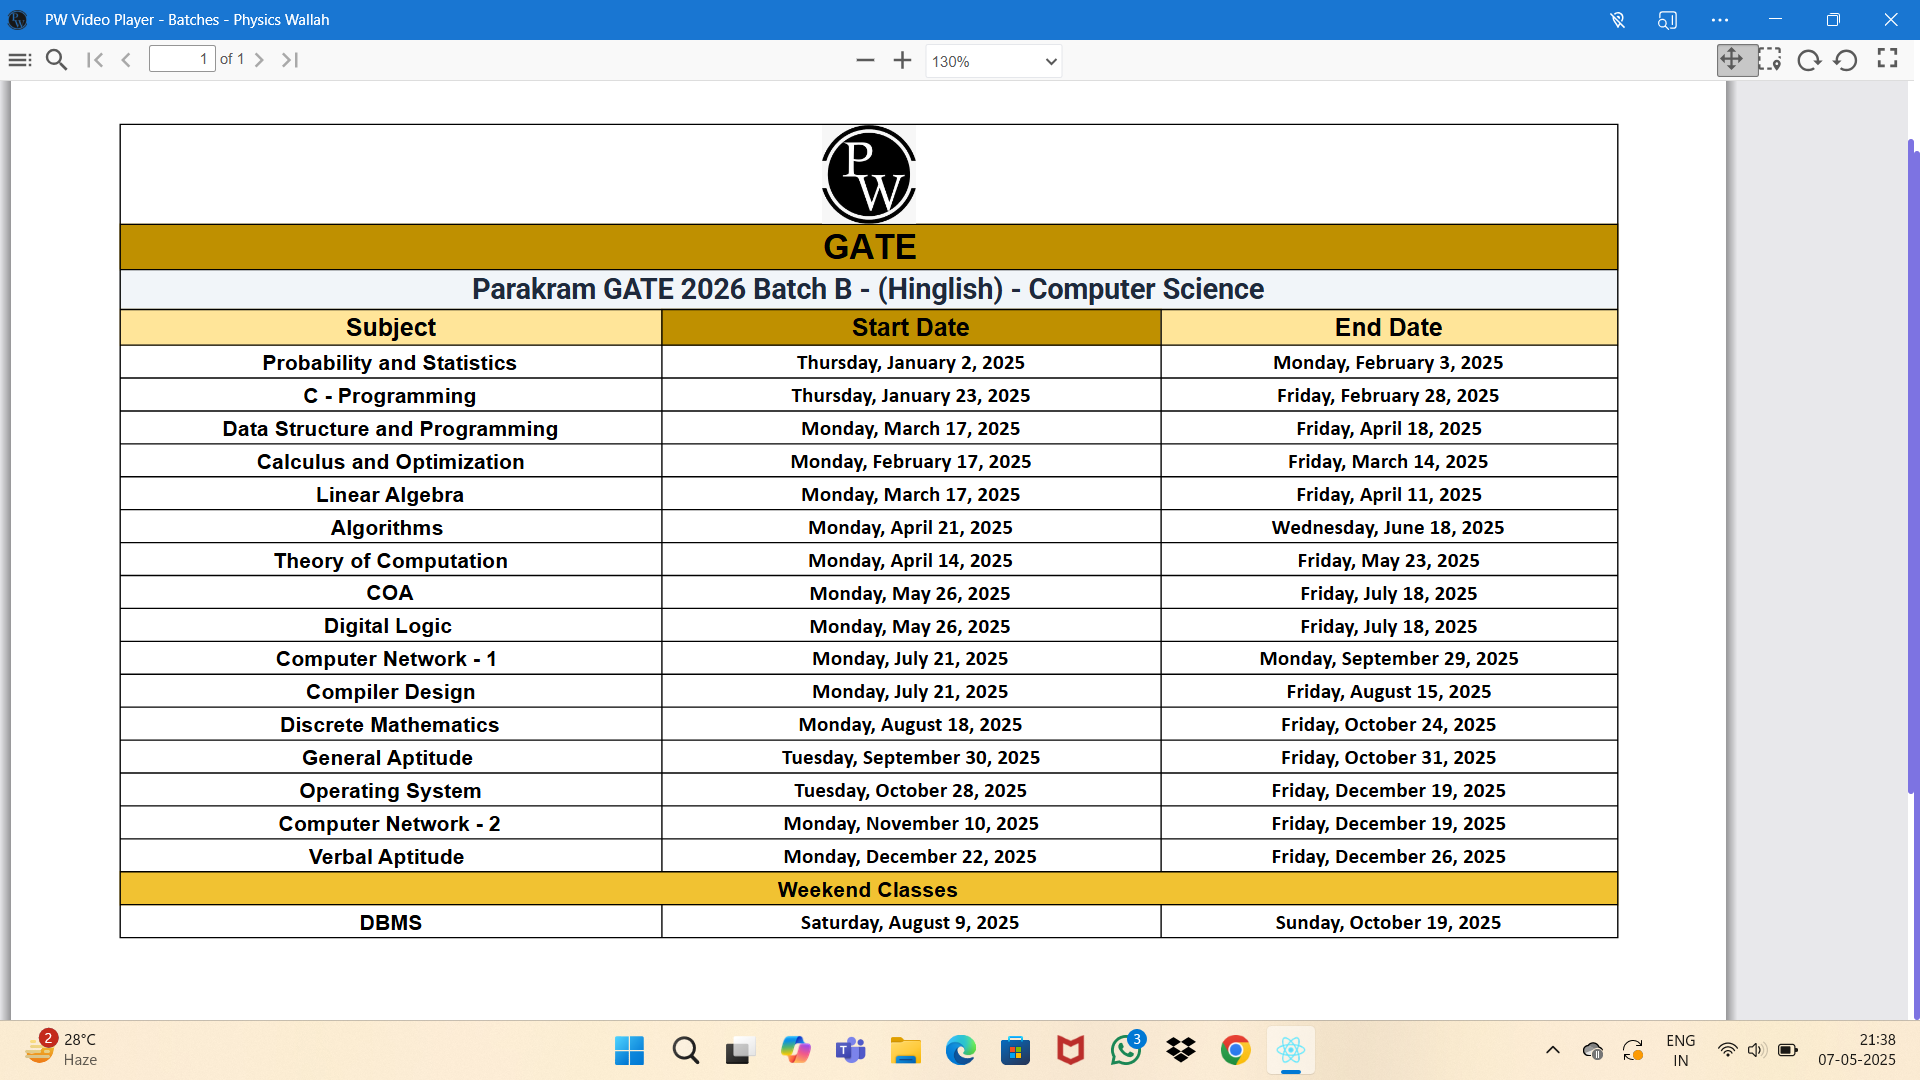 PW Video Player - Batches - Physics Wallah
1 of 1
130%
PW
GATE
Parakram GATE 2026 Batch B - (Hinglish) - Computer Science
Subject Start Date End Date
Probability and Statistics Thursday, January 2, 2025 Monday, February 3, 2025
C - Programming Thursday, January 23, 2025 Friday, February 28, 2025
Data Structure and Programming Monday, March 17, 2025 Friday, April 18, 2025
Calculus and Optimization Monday, February 17, 2025 Friday, March 14, 2025
Linear Algebra Monday, March 17, 2025 Friday, April 11, 2025
Algorithms Monday, April 21, 2025 Wednesday, June 18, 2025
Theory of Computation Monday, April 14, 2025 Friday, May 23, 2025
COA Monday, May 26, 2025 Friday, July 18, 2025
Digital Logic Monday, May 26, 2025 Friday, July 18, 2025
Computer Network - 1 Monday, July 21, 2025 Monday, September 29, 2025
Compiler Design Monday, July 21, 2025 Friday, August 15, 2025
Discrete Mathematics Monday, August 18, 2025 Friday, October 24, 2025
General Aptitude Tuesday, September 30, 2025 Friday, October 31, 2025
Operating System Tuesday, October 28, 2025 Friday, December 19, 2025
Computer Network - 2 Monday, November 10, 2025 Friday, December 19, 2025
Verbal Aptitude Monday, December 22, 2025 Friday, December 26, 2025
Weekend Classes
DBMS Saturday, August 9, 2025 Sunday, October 19, 2025
2 28°C 3 ENG 21:38
Haze IN 07-05-2025